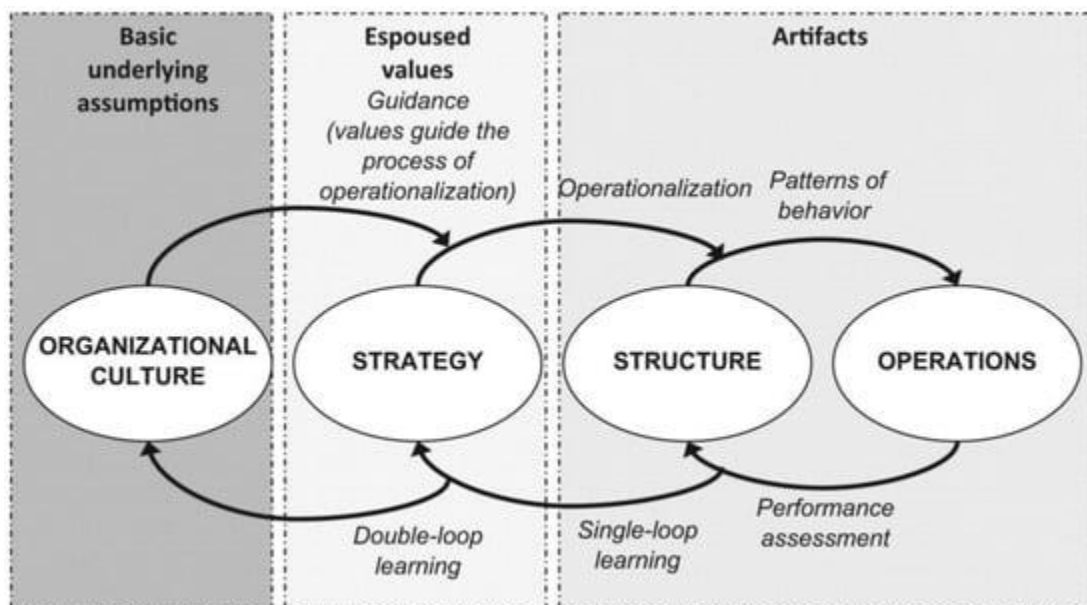 Basic
underlying
assumptions
Espoused
values
Guidance
(values guide the
process of
operationalization)
Artifacts
Operationalization
Patterns of
behavior
ORGANIZATIONAL
CULTURE
STRATEGY
STRUCTURE
OPERATIONS
Double-loop
learning
Single-loop
learning
Performance
assessment